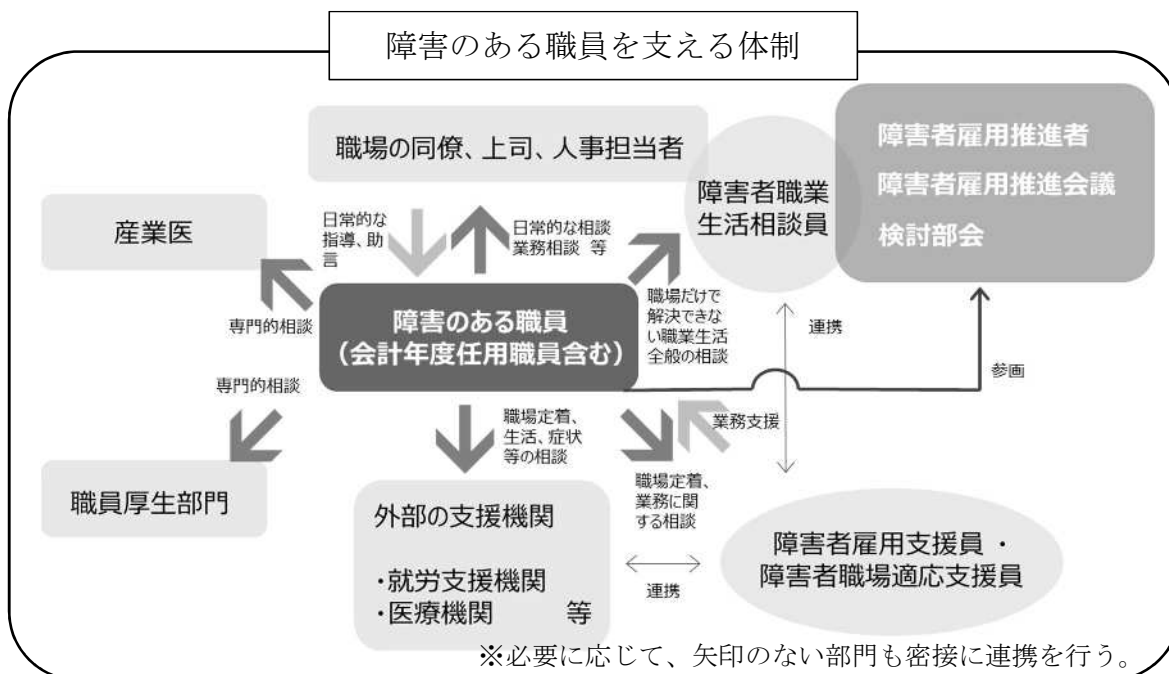 障害のある職員を支える体制
職場の同僚、上司、人事担当者
障害者職業
生活相談員
障害者雇用推進者
障害者雇用推進会議
検討部会
産業医
日常的な
指導、助
言
日常的な相談
業務相談 等
職場だけで
解決できな
い職業生活
全般の相談
専門的相談
障害のある職員
(会計年度任用職員含む)
連携
参画
専門的相談
職場定着、
生活、症状
等の相談
業務支援
職員厚生部門
職場定着、
業務に関
する相談
外部の支援機関
・就労支援機関
・医療機関 等
連携
障害者雇用支援員 ・
障害者職場適応支援員
※必要に応じて、矢印のない部門も密接に連携を行う。